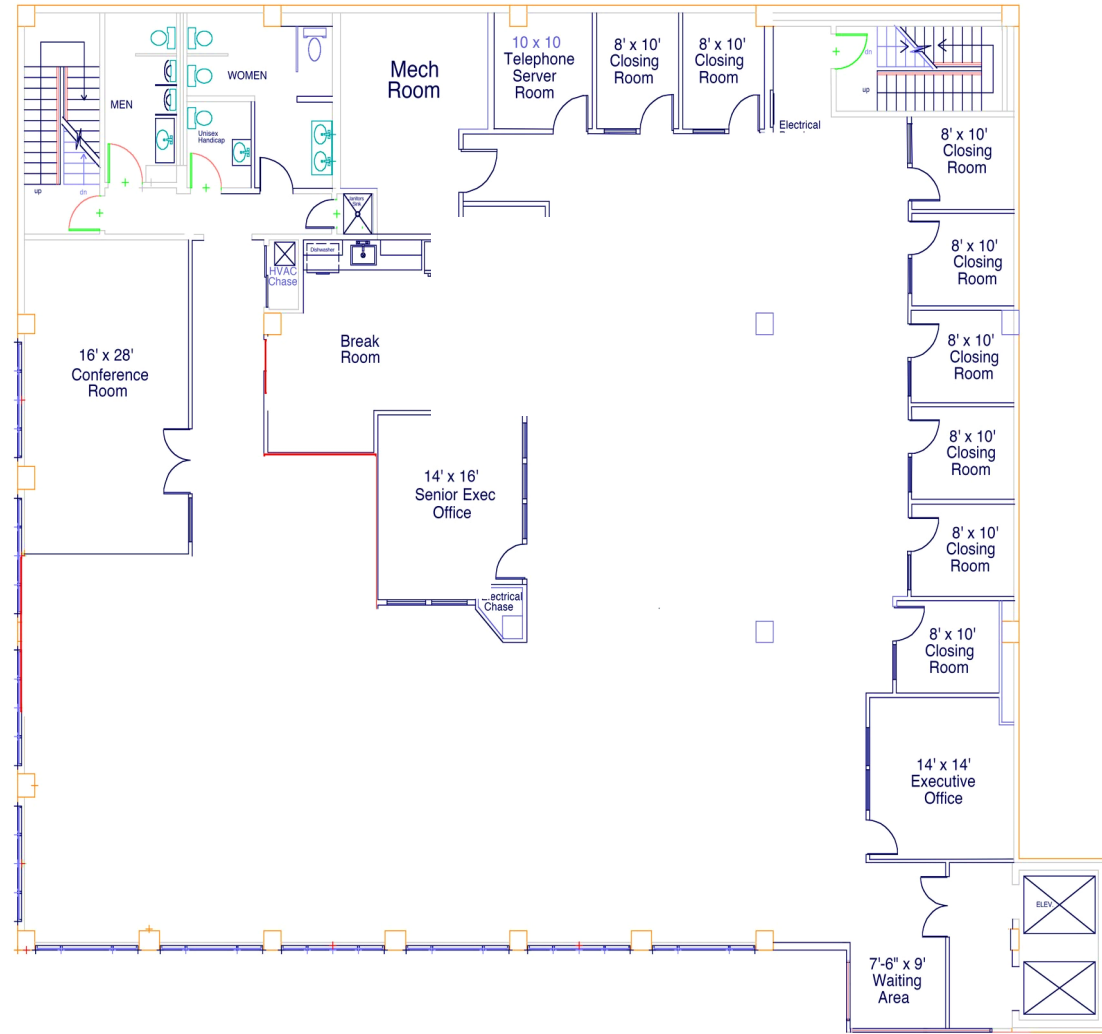 10 x 10
Telephone
Server
Room
8' x 10'
Closing
Room
8' x 10'
Closing
Room
Mech
Room
WOMEN
MEN
Unisex
Handicap
up
dn
dn
up
Electrical
8' x 10'
Closing
Room
Janitors
Sink
Dishwasher
HVAC
Chase
8' x 10'
Closing
Room
Break
Room
16' x 28'
Conference
Room
8' x 10'
Closing
Room
8' x 10'
Closing
Room
14' x 16'
Senior Exec
Office
8' x 10'
Closing
Room
ectrical
Chase
8' x 10'
Closing
Room
14' x 14'
Executive
Office
ELEV.
7'-6" x 9'
Waiting
Area